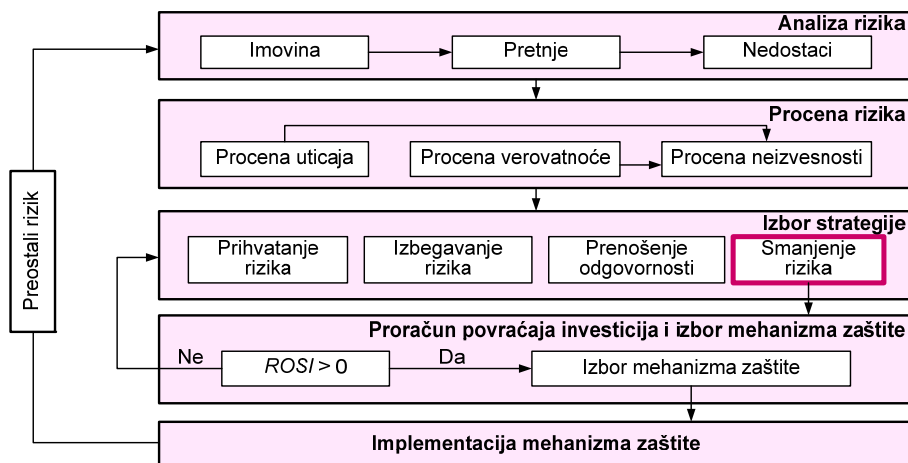 Analiza rizika
Imovina
Pretnje
Nedostaci
Procena rizika
Procena uticaja
Procena verovatnoće
Procena neizvesnosti
Izbor strategije
Prihvatanje
rizika
Izbegavanje
rizika
Prenošenje
odgovornosti
Smanjenje
rizika
Preostali rizik
Proračun povraćaja investicija i izbor mehanizma zaštite
Ne
ROSI > 0
Da
Izbor mehanizma zaštite
Implementacija mehanizma zaštite